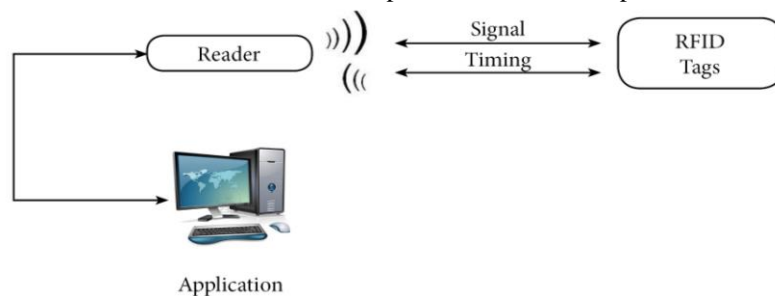 Reader
Signal
Timing
RFID
Tags
Application